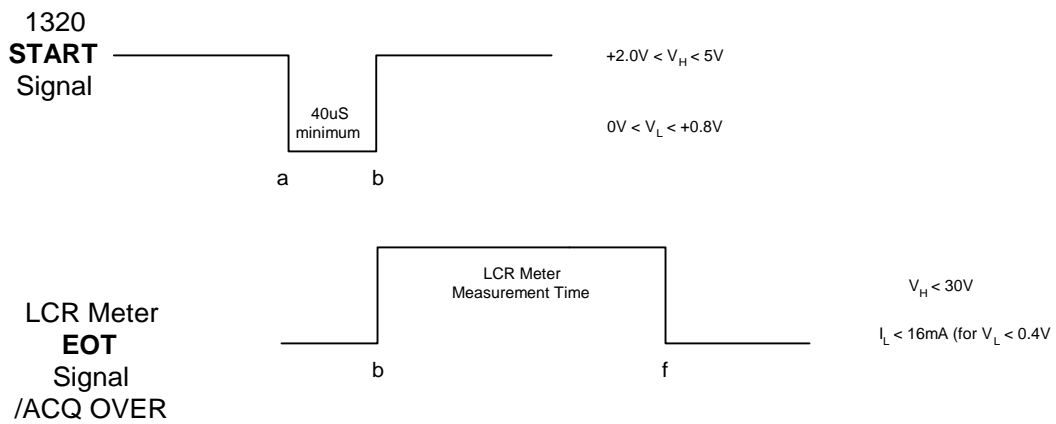 1320
START
Signal
40uS
minimum
+2.0V < VH < 5V
0V < VL < +0.8V
a
b
LCR Meter
Measurement Time
LCR Meter
EOT
Signal
/ACQ OVER
VH < 30V
IL < 16mA (for VL < 0.4V
b
f